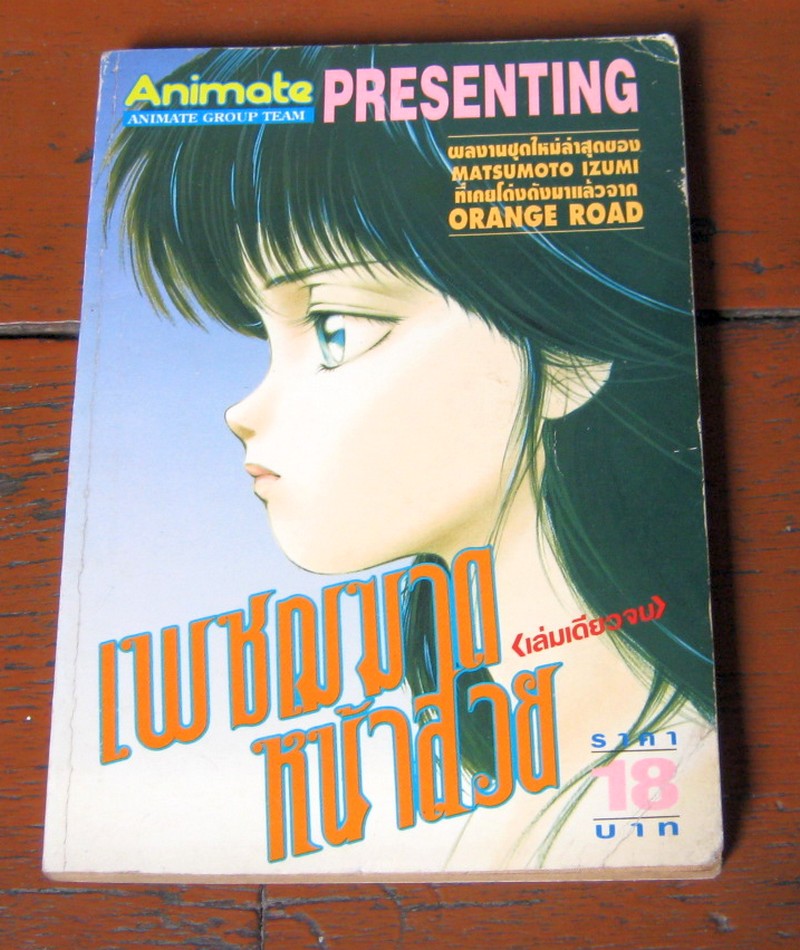 Animate
ANIMATE GROUP TEAM
PRESENTING
ผลงานชุดใหม่ล่าสุดของ
MATSUMOTO IZUMI
ที่เคยโด่งดังมาแล้วจาก
ORANGE ROAD
เพชฌฆาต
หน้าสวย
<เล่มเดียวจบ>
ราคา
18
บาท